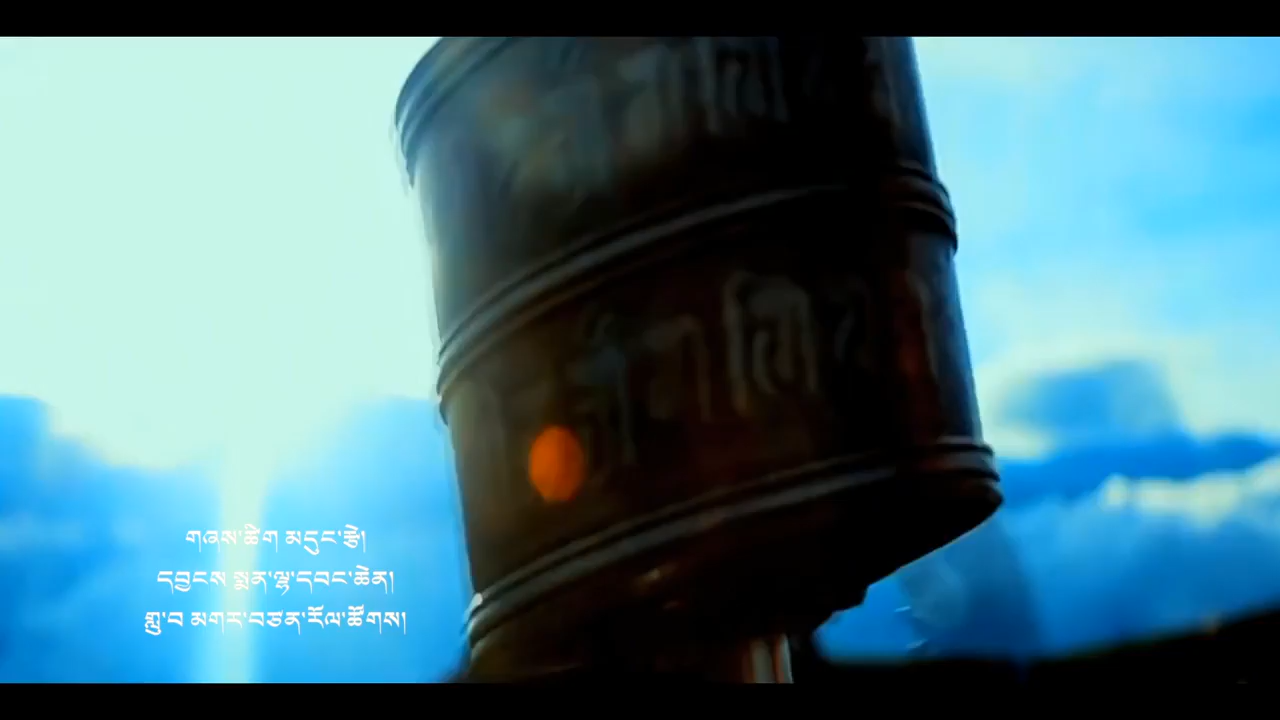 གཞས་ཚིག མདུང་རྩེ།
དབྱངས སྨན་ལྷ་དབང་ཆེན།
གླུ་བ མགར་བཙན་རོལ་ཚོགས།